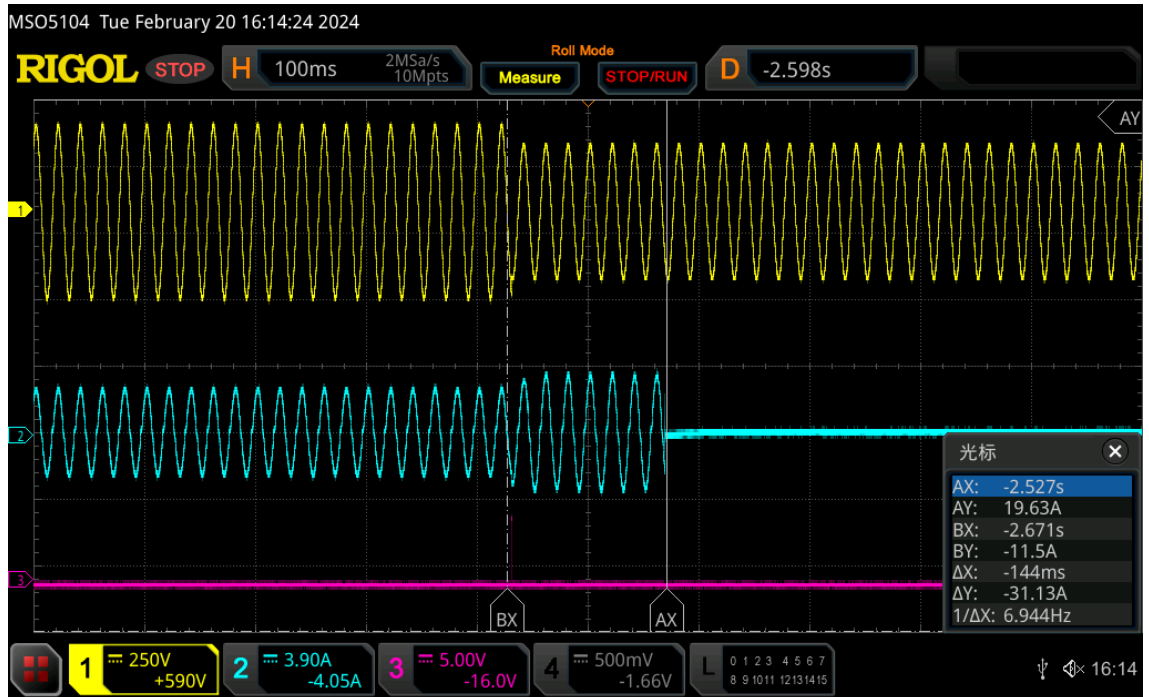 MSO5104 Tue February 20 16:14:24 2024
RIGOL STOP H 100ms 2MSa/s 10Mpts Roll Mode Measure STOP/RUN D -2.598s
AY
1
2
3
光标
AX: -2.527s
AY: 19.63A
BX: -2.671s
BY: -11.5A
ΔX: -144ms
ΔY: -31.13A
1/ΔX: 6.944Hz
BX AX
1 250V +590V
2 3.90A -4.05A
3 5.00V -16.0V
4 500mV -1.66V
L 0 1 2 3 4 5 6 7
8 9 10 11 12 13 14 15
16:14